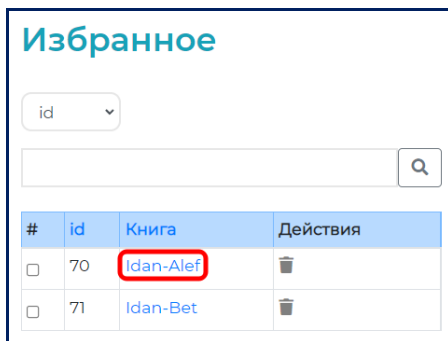 Избранное
id
# id Книга Действия
70 Idan-Alef
71 Idan-Bet